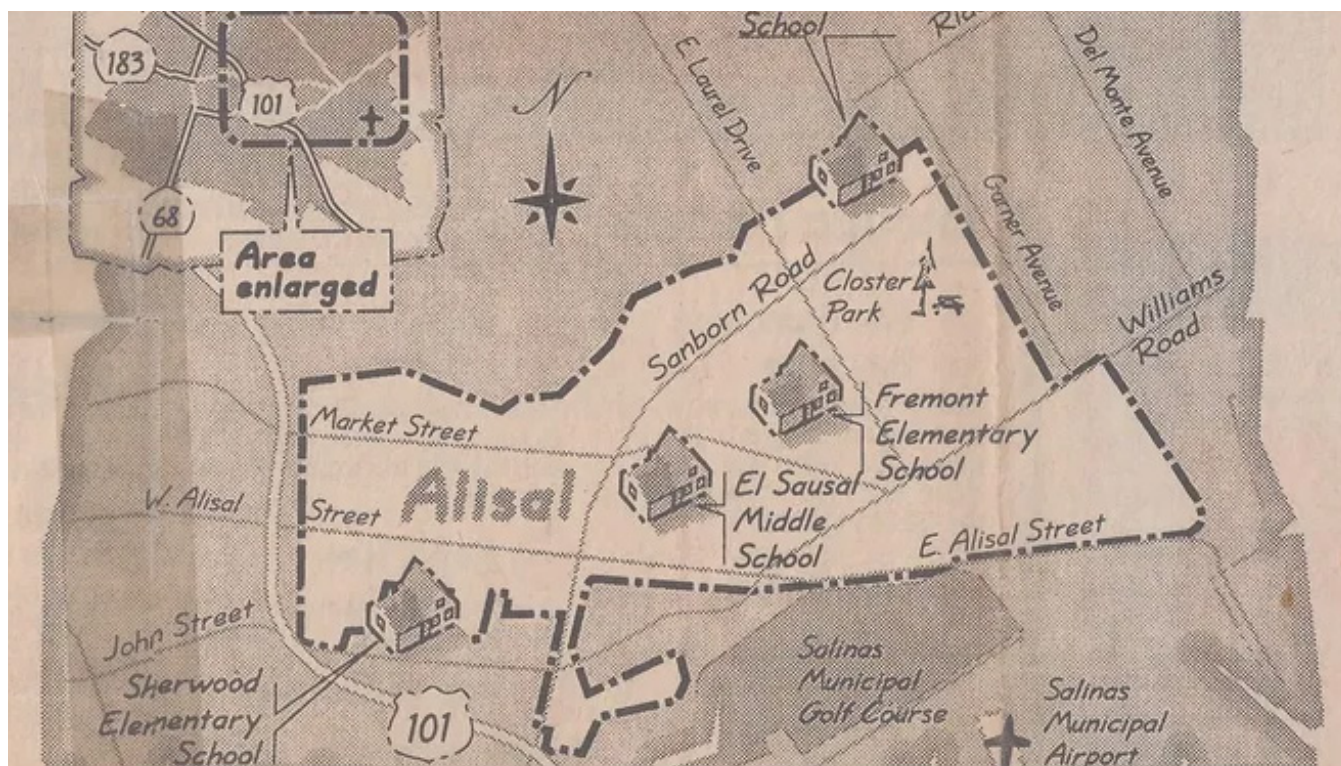 183
101
68
Area
enlarged
N
School
E. Laurel Drive
Del Monte Avenue
Garner Avenue
Williams
Road
Sanborn Road
Closter
Park
Market Street
Alisal
W. Alisal
Street
Fremont
Elementary
School
El Sausal
Middle
School
E. Alisal Street
John Street
Sherwood
Elementary
School
101
Salinas
Municipal
Golf Course
Salinas
Municipal
Airport